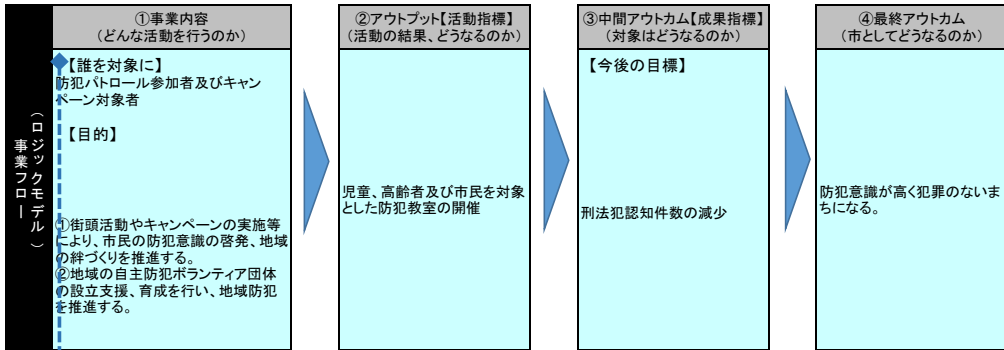 事業フロー
（ロジックモデル）
①事業内容
（どんな活動を行うのか）
【誰を対象に】
防犯パトロール参加者及びキャン
ペーン対象者
【目的】
①街頭活動やキャンペーンの実施等
により、市民の防犯意識の啓発、地域
の絆づくりを推進する。
②地域の自主防犯ボランティア団体
の設立支援、育成を行い、地域防犯
を推進する。
②アウトプット【活動指標】
（活動の結果、どうなるのか）
児童、高齢者及び市民を対象
とした防犯教室の開催
③中間アウトカム【成果指標】
（対象はどうなるのか）
【今後の目標】
刑法犯認知件数の減少
④最終アウトカム
（市としてどうなるのか）
防犯意識が高く犯罪のないま
ちになる。